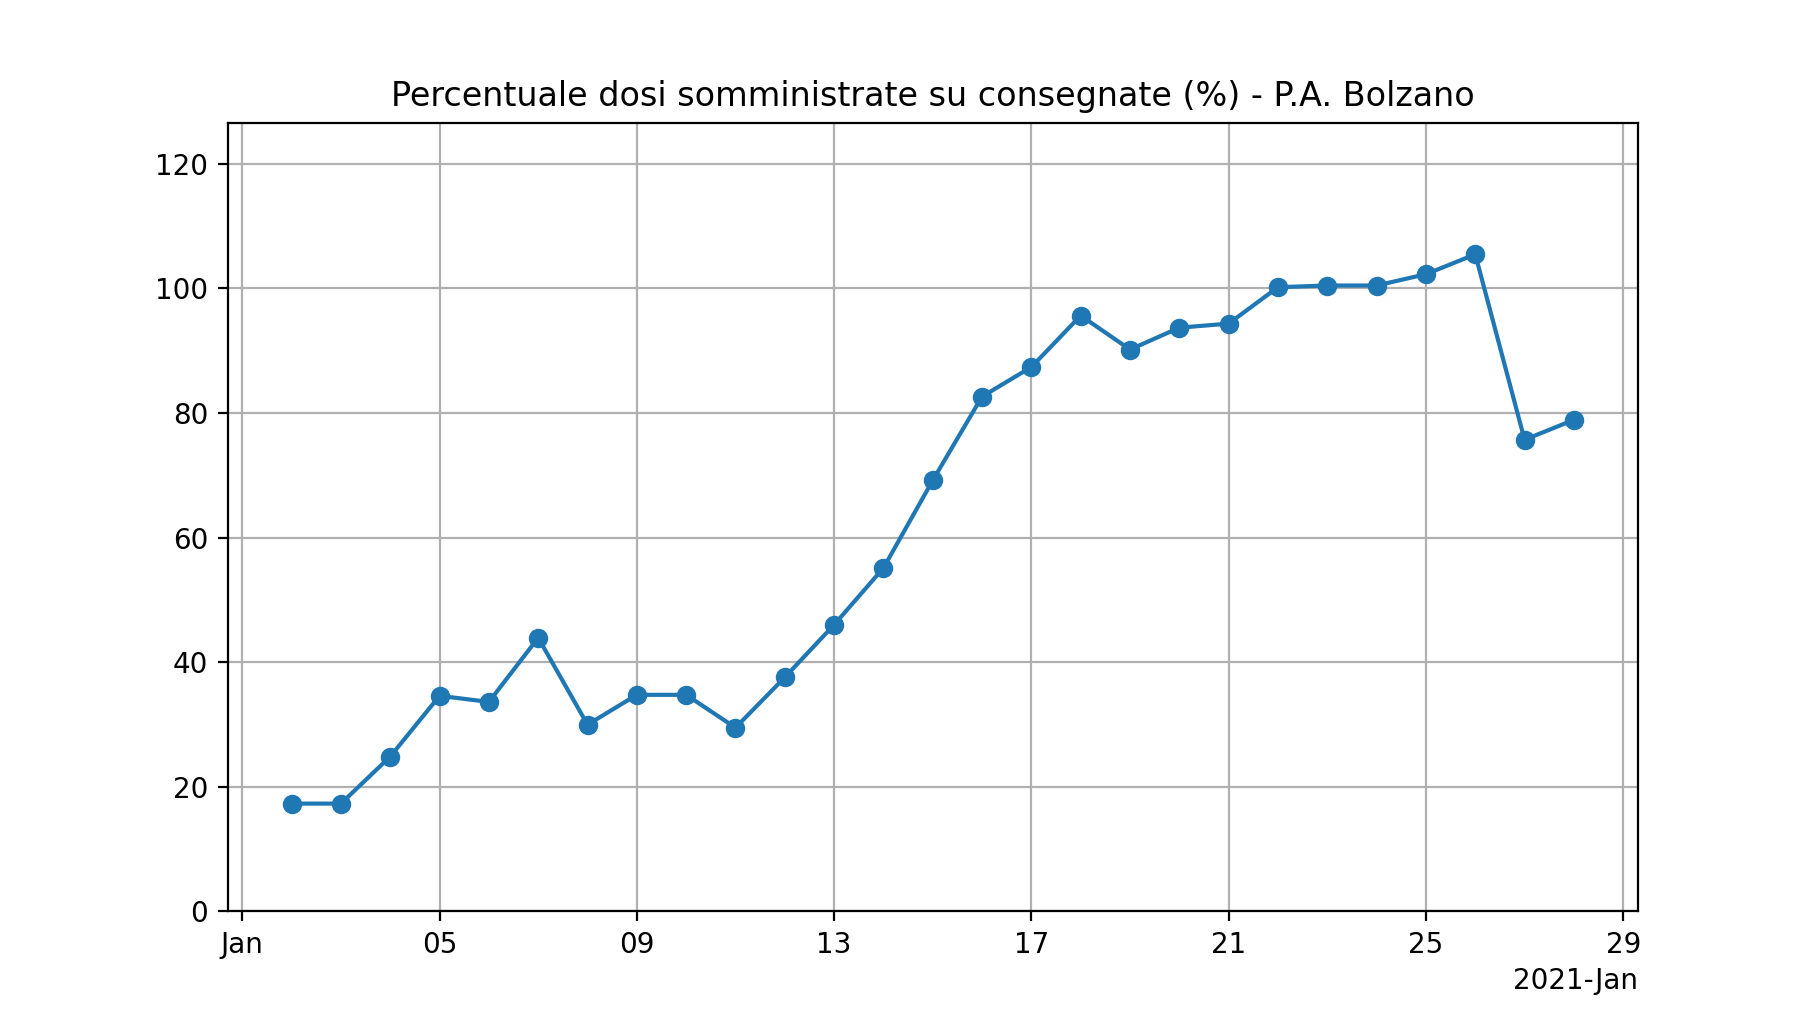 Percentuale dosi somministrate su consegnate (%) - P.A. Bolzano
120
100
80
60
40
20
0
Jan 05 09 13 17 21 25 29
2021-Jan